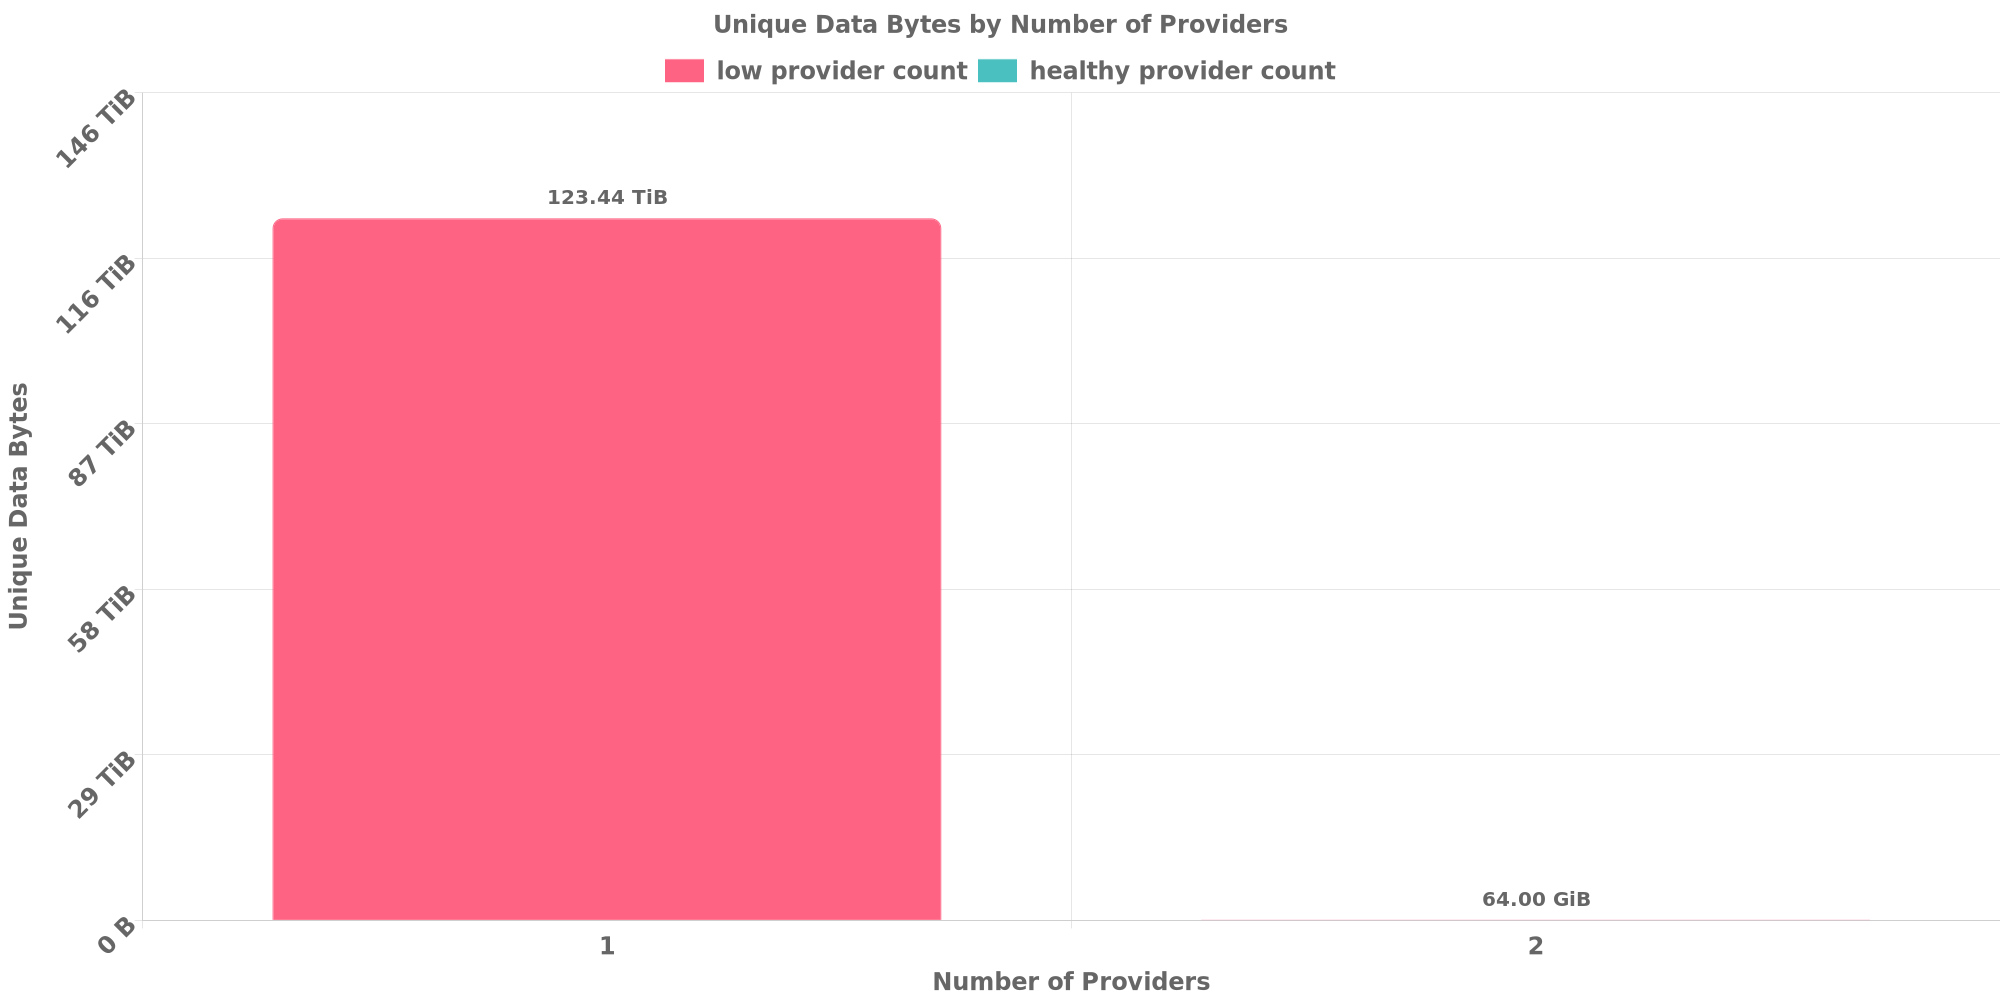 Unique Data Bytes by Number of Providers
low provider count healthy provider count
146 TiB
123.44 TiB
116 TiB
87 TiB
58 TiB
29 TiB
0 B
Unique Data Bytes
64.00 GiB
1 2
Number of Providers